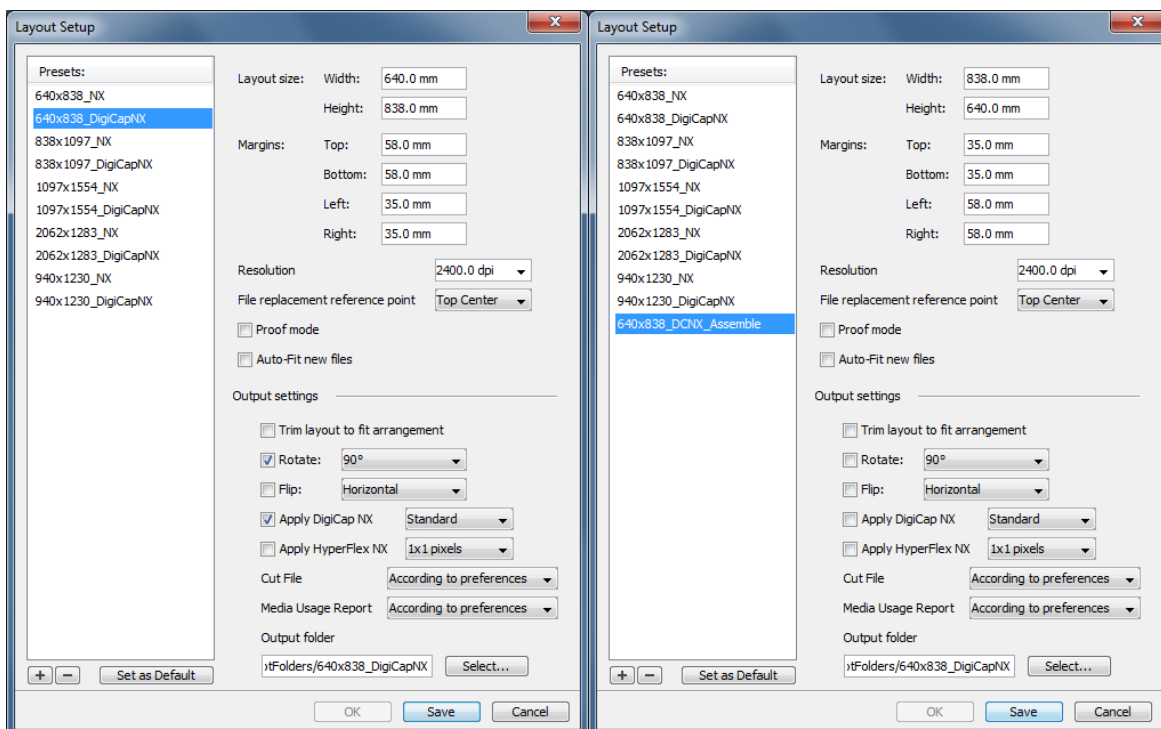 Layout Setup
Presets:
640x838_NX
640x838_DigiCapNX
838x1097_NX
838x1097_DigiCapNX
1097x1554_NX
1097x1554_DigiCapNX
2062x1283_NX
2062x1283_DigiCapNX
940x1230_NX
940x1230_DigiCapNX
+ − Set as Default
Layout size: Width: 640.0 mm
Height: 838.0 mm
Margins: Top: 58.0 mm
Bottom: 58.0 mm
Left: 35.0 mm
Right: 35.0 mm
Resolution 2400.0 dpi
File replacement reference point Top Center
Proof mode
Auto-Fit new files
Output settings
Trim layout to fit arrangement
Rotate: 90°
Flip: Horizontal
Apply DigiCap NX Standard
Apply HyperFlex NX 1x1 pixels
Cut File According to preferences
Media Usage Report According to preferences
Output folder
otFolders/640x838_DigiCapNX Select...
OK Save Cancel
Layout Setup
Presets:
640x838_NX
640x838_DigiCapNX
838x1097_NX
838x1097_DigiCapNX
1097x1554_NX
1097x1554_DigiCapNX
2062x1283_NX
2062x1283_DigiCapNX
940x1230_NX
940x1230_DigiCapNX
640x838_DCNX_Assemble
+ − Set as Default
Layout size: Width: 838.0 mm
Height: 640.0 mm
Margins: Top: 35.0 mm
Bottom: 35.0 mm
Left: 58.0 mm
Right: 58.0 mm
Resolution 2400.0 dpi
File replacement reference point Top Center
Proof mode
Auto-Fit new files
Output settings
Trim layout to fit arrangement
Rotate: 90°
Flip: Horizontal
Apply DigiCap NX Standard
Apply HyperFlex NX 1x1 pixels
Cut File According to preferences
Media Usage Report According to preferences
Output folder
otFolders/640x838_DigiCapNX Select...
OK Save Cancel